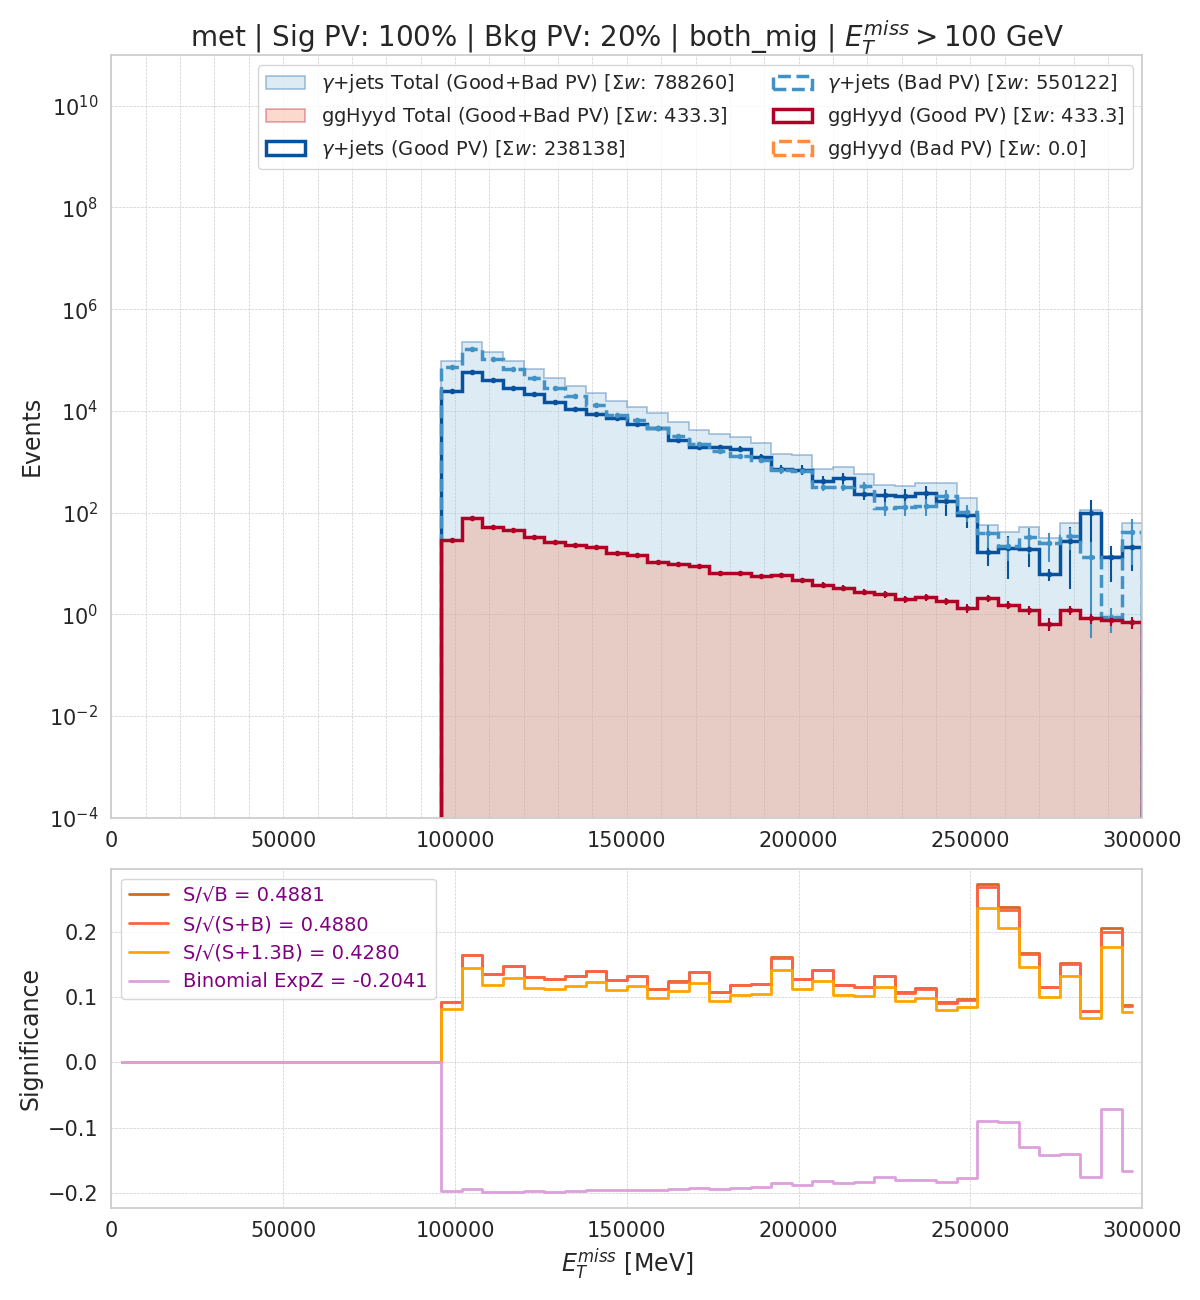 met | Sig PV: 100% | Bkg PV: 20% | both_mig | $E_T^{miss} > 100$ GeV
γ+jets Total (Good+Bad PV) [Σw: 788260]
ggHyyd Total (Good+Bad PV) [Σw: 433.3]
γ+jets (Good PV) [Σw: 238138]
γ+jets (Bad PV) [Σw: 550122]
ggHyyd (Good PV) [Σw: 433.3]
ggHyyd (Bad PV) [Σw: 0.0]
Events
$10^{10}$
$10^{8}$
$10^{6}$
$10^{4}$
$10^{2}$
$10^{0}$
$10^{-2}$
$10^{-4}$
0 50000 100000 150000 200000 250000 300000
S/√B = 0.4881
S/√(S+B) = 0.4880
S/√(S+1.3B) = 0.4280
Binomial ExpZ = -0.2041
Significance
0.2
0.1
0.0
−0.1
−0.2
0 50000 100000 150000 200000 250000 300000
$E_T^{miss}$ [MeV]